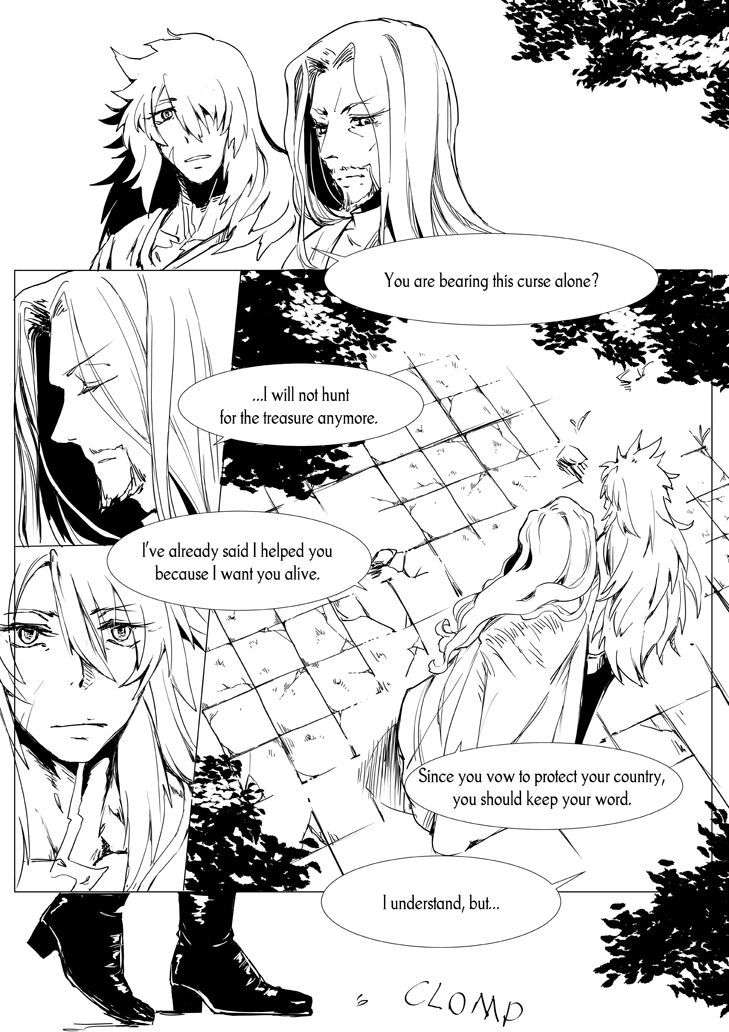 You are bearing this curse alone?
...I will not hunt
for the treasure anymore.
I've already said I helped you
because I want you alive.
Since you vow to protect your country,
you should keep your word.
I understand, but...
CLOMP